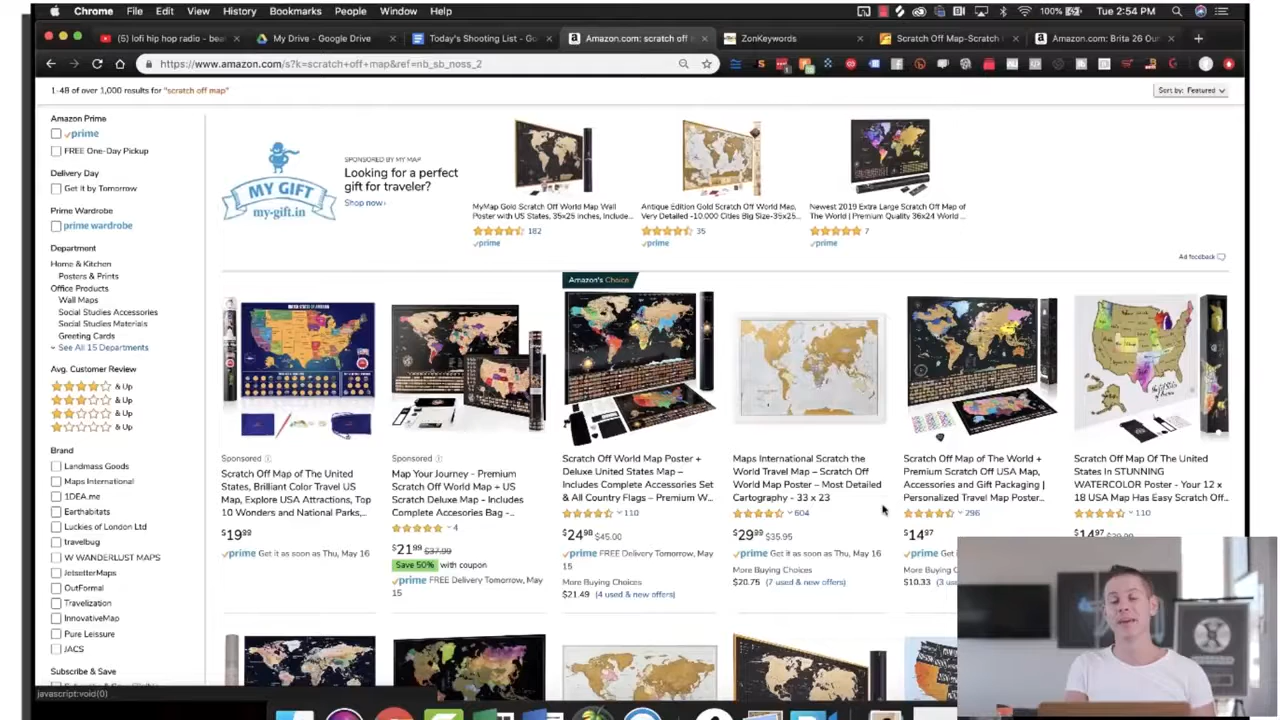 Chrome File Edit View History Bookmarks People Window Help 100% Tue 2:54 PM
(5) lofi hip hop radio - bea
My Drive - Google Drive
Today's Shooting List - Go
Amazon.com: scratch off
ZonKeywords
Scratch Off Map-Scratch
Amazon.com: Brita 26 Oun
https://www.amazon.com/s?k=scratch+off+map&ref=nb_sb_noss_2
1-48 of over 1,000 results for "scratch off map"
Sort by: Featured
Amazon Prime
prime
FREE One-Day Pickup
Delivery Day
Get it by Tomorrow
Prime Wardrobe
prime wardrobe
Department
Home & Kitchen
Posters & Prints
Office Products
Wall Maps
Social Studies Accessories
Social Studies Materials
Greeting Cards
See All 15 Departments
Avg. Customer Review
& Up
& Up
& Up
& Up
Brand
Landmass Goods
Maps International
1DEA.me
Earthabitats
Luckies of London Ltd
travelbug
W WANDERLUST MAPS
JetsetterMaps
OutFormal
Travelization
InnovativeMap
Pure Leisure
JACS
Subscribe & Save
javascript:void(0)
MY GIFT
my-gift.in
SPONSORED BY MY MAP
Looking for a perfect
gift for traveler?
Shop now›
MyMap Gold Scratch Off World Map Wall
Poster with US States, 35x25 inches, Include...
182
prime
Antique Edition Gold Scratch Off World Map,
Very Detailed -10.000 Cities Big Size-35x25...
35
prime
Newest 2019 Extra Large Scratch Off Map of
The World | Premium Quality 36x24 World ...
7
prime
Ad feedback
Sponsored
Scratch Off Map of The United
States, Brilliant Color Travel US
Map, Explore USA Attractions, Top
10 Wonders and National Parks,...
$19.99
prime Get it as soon as Thu, May 16
Sponsored
Map Your Journey - Premium
Scratch Off World Map + US
Scratch Deluxe Map - Includes
Complete Accesories Bag -...
4
$21.99 $37.99
Save 50% with coupon
prime FREE Delivery Tomorrow, May
15
Amazon's Choice
Scratch Off World Map Poster +
Deluxe United States Map –
Includes Complete Accessories Set
& All Country Flags – Premium W...
110
$24.98 $45.00
prime FREE Delivery Tomorrow, May
15
More Buying Choices
$21.49 (4 used & new offers)
Maps International Scratch the
World Travel Map – Scratch Off
World Map Poster – Most Detailed
Cartography - 33 x 23
604
$29.99 $35.95
prime Get it as soon as Thu, May 16
More Buying Choices
$20.75 (7 used & new offers)
Scratch Off Map of The World +
Premium Scratch Off USA Map,
Accessories and Gift Packaging |
Personalized Travel Map Poster...
296
$14.97
prime Get it
More Buying
$10.33 (3 us
Scratch Off Map Of The United
States In STUNNING
WATERCOLOR Poster - Your 12 x
18 USA Map Has Easy Scratch Off...
110
$14.97